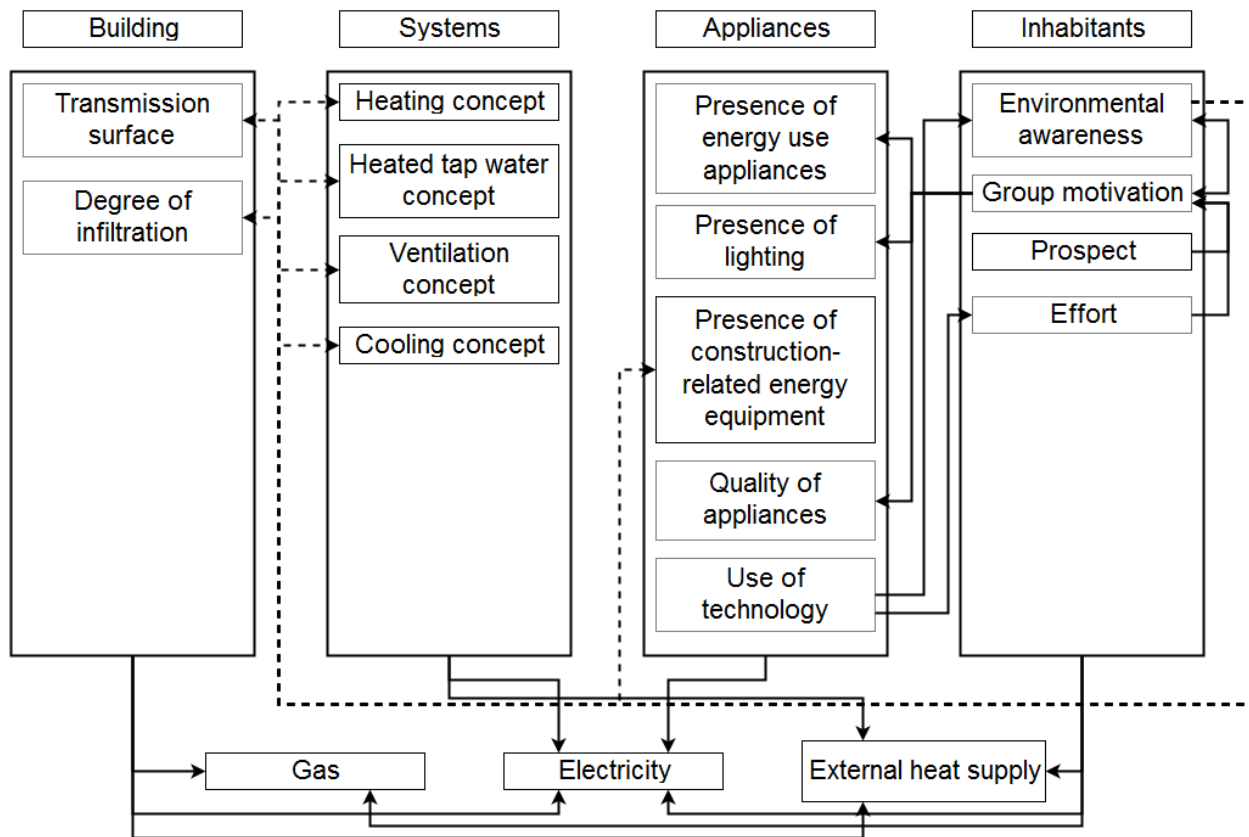 Building
Systems
Appliances
Inhabitants
Transmission
surface
Degree of
infiltration
Heating concept
Heated tap water
concept
Ventilation
concept
Cooling concept
Presence of
energy use
appliances
Presence of
lighting
Presence of
construction-
related energy
equipment
Quality of
appliances
Use of
technology
Environmental
awareness
Group motivation
Prospect
Effort
Gas
Electricity
External heat supply